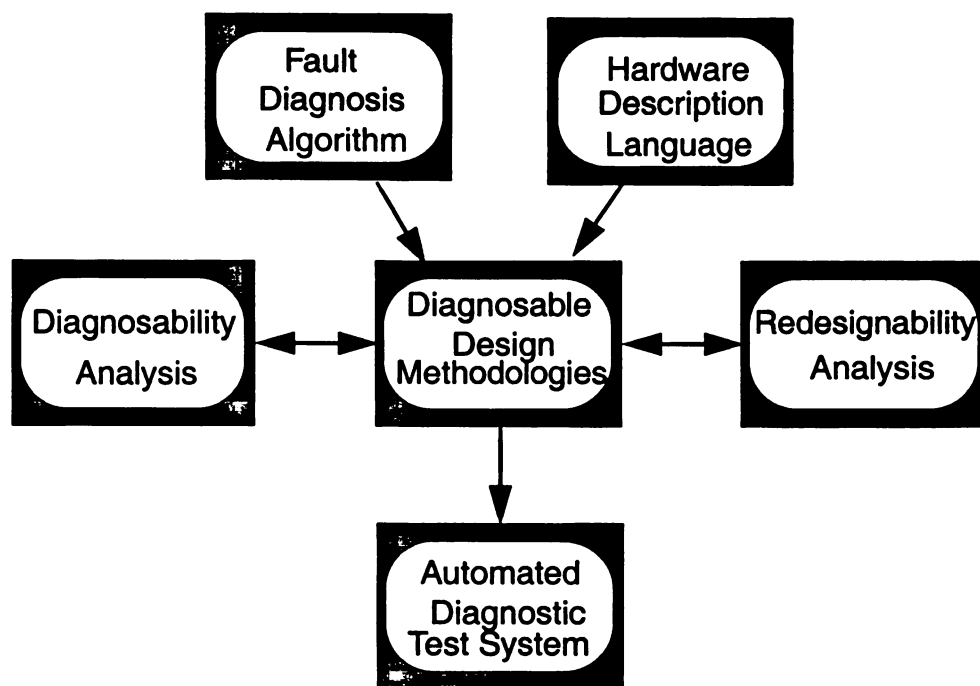 Fault
Diagnosis
Algorithm
Hardware
Description
Language
Diagnosability
Analysis
Diagnosable
Design
Methodologies
Redesignability
Analysis
Automated
Diagnostic
Test System